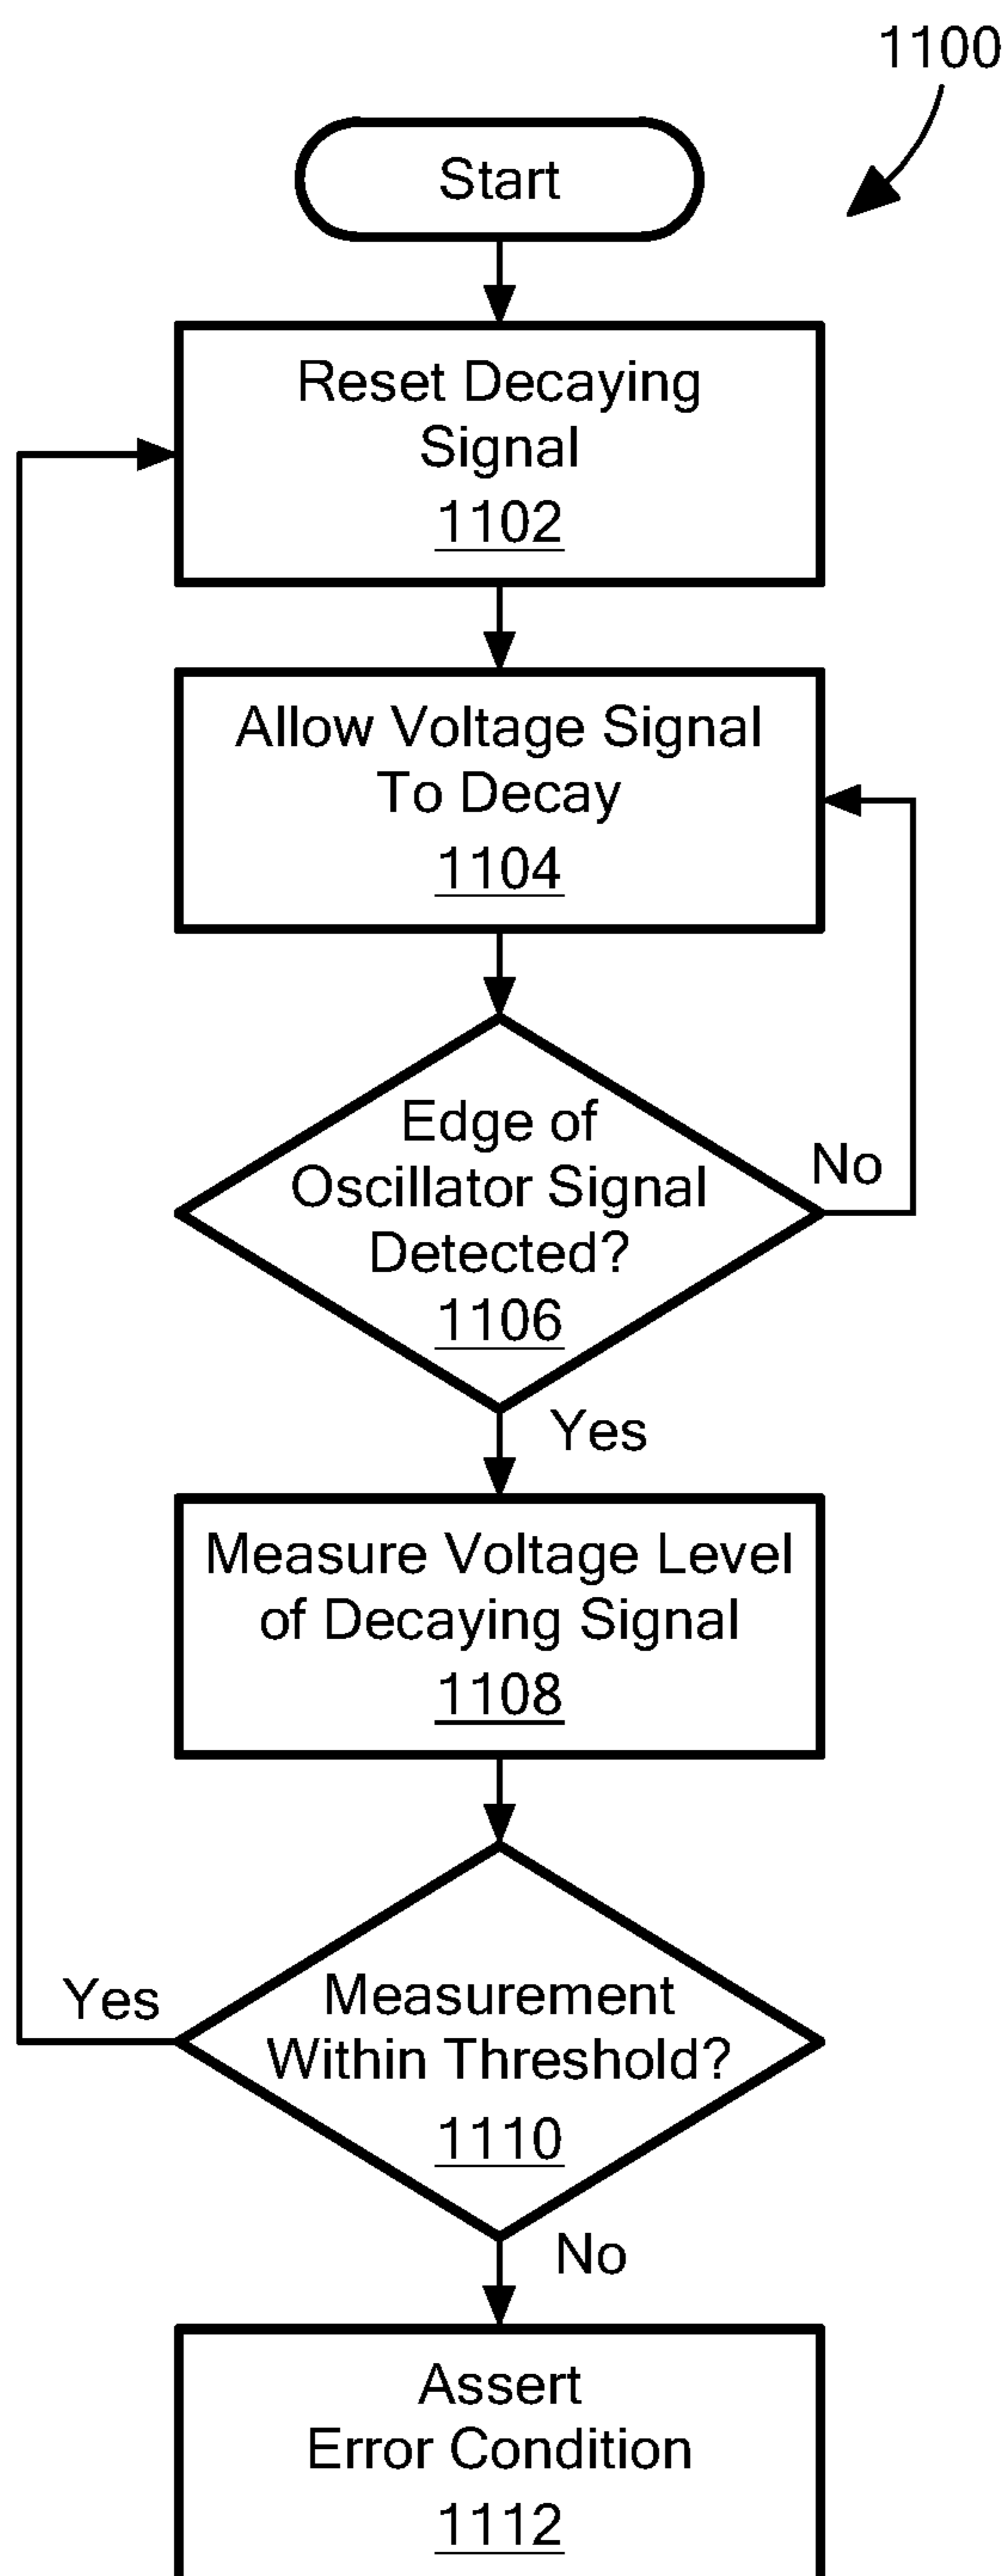 1100
Start
Reset Decaying
Signal
1102
Allow Voltage Signal
To Decay
1104
Edge of
Oscillator Signal
Detected?
1106
No
Yes
Measure Voltage Level
of Decaying Signal
1108
Measurement
Within Threshold?
1110
Yes
No
Assert
Error Condition
1112